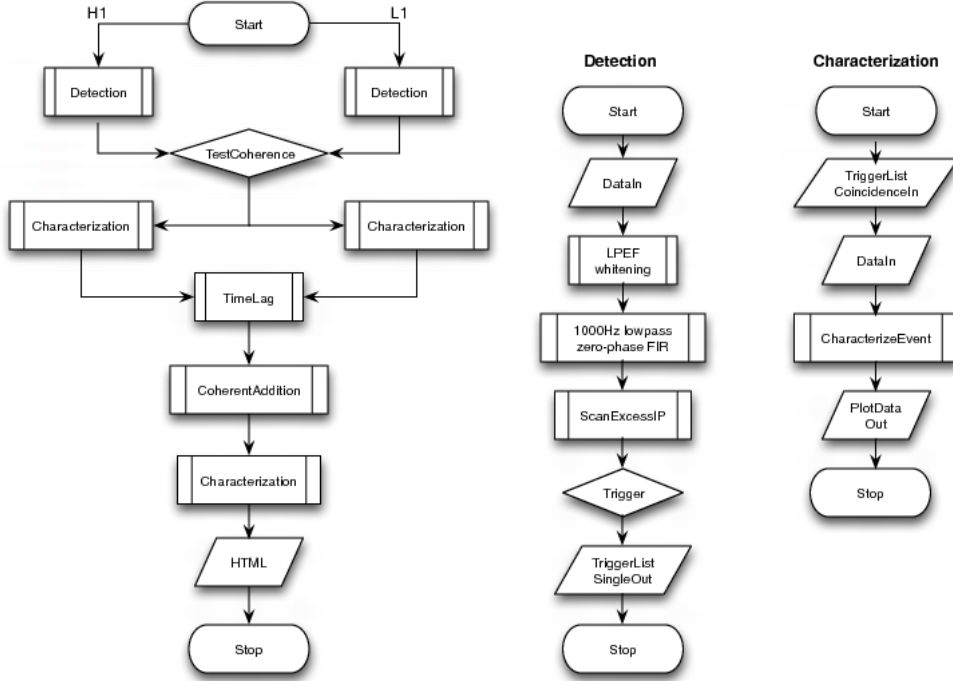 H1
L1
Start
Detection
Detection
TestCoherence
Characterization
Characterization
TimeLag
CoherentAddition
Characterization
HTML
Stop
Detection
Start
DataIn
LPEF
whitening
1000Hz lowpass
zero-phase FIR
ScanExcessIP
Trigger
TriggerList
SingleOut
Stop
Characterization
Start
TriggerList
CoincidenceIn
DataIn
CharacterizeEvent
PlotData
Out
Stop